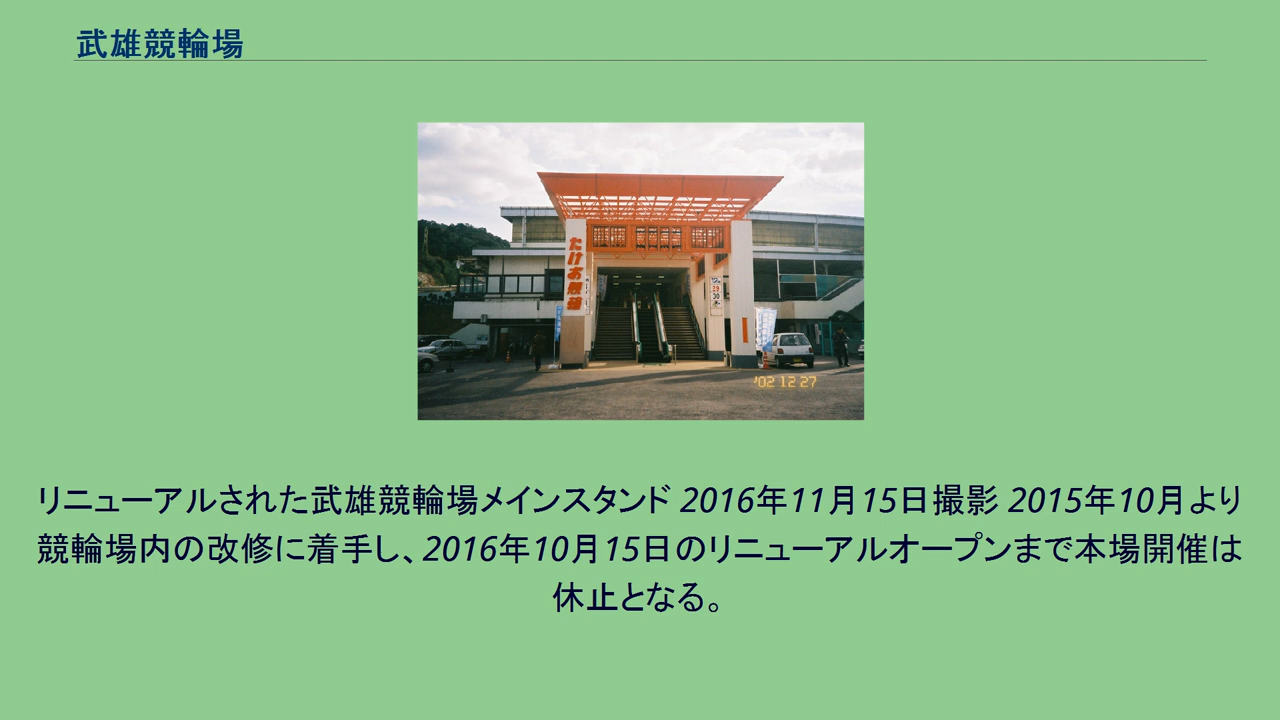 武雄競輪場
たけお競輪
29
30
'02 12 27
リニューアルされた武雄競輪場メインスタンド 2016年11月15日撮影 2015年10月より
競輪場内の改修に着手し、2016年10月15日のリニューアルオープンまで本場開催は
休止となる。